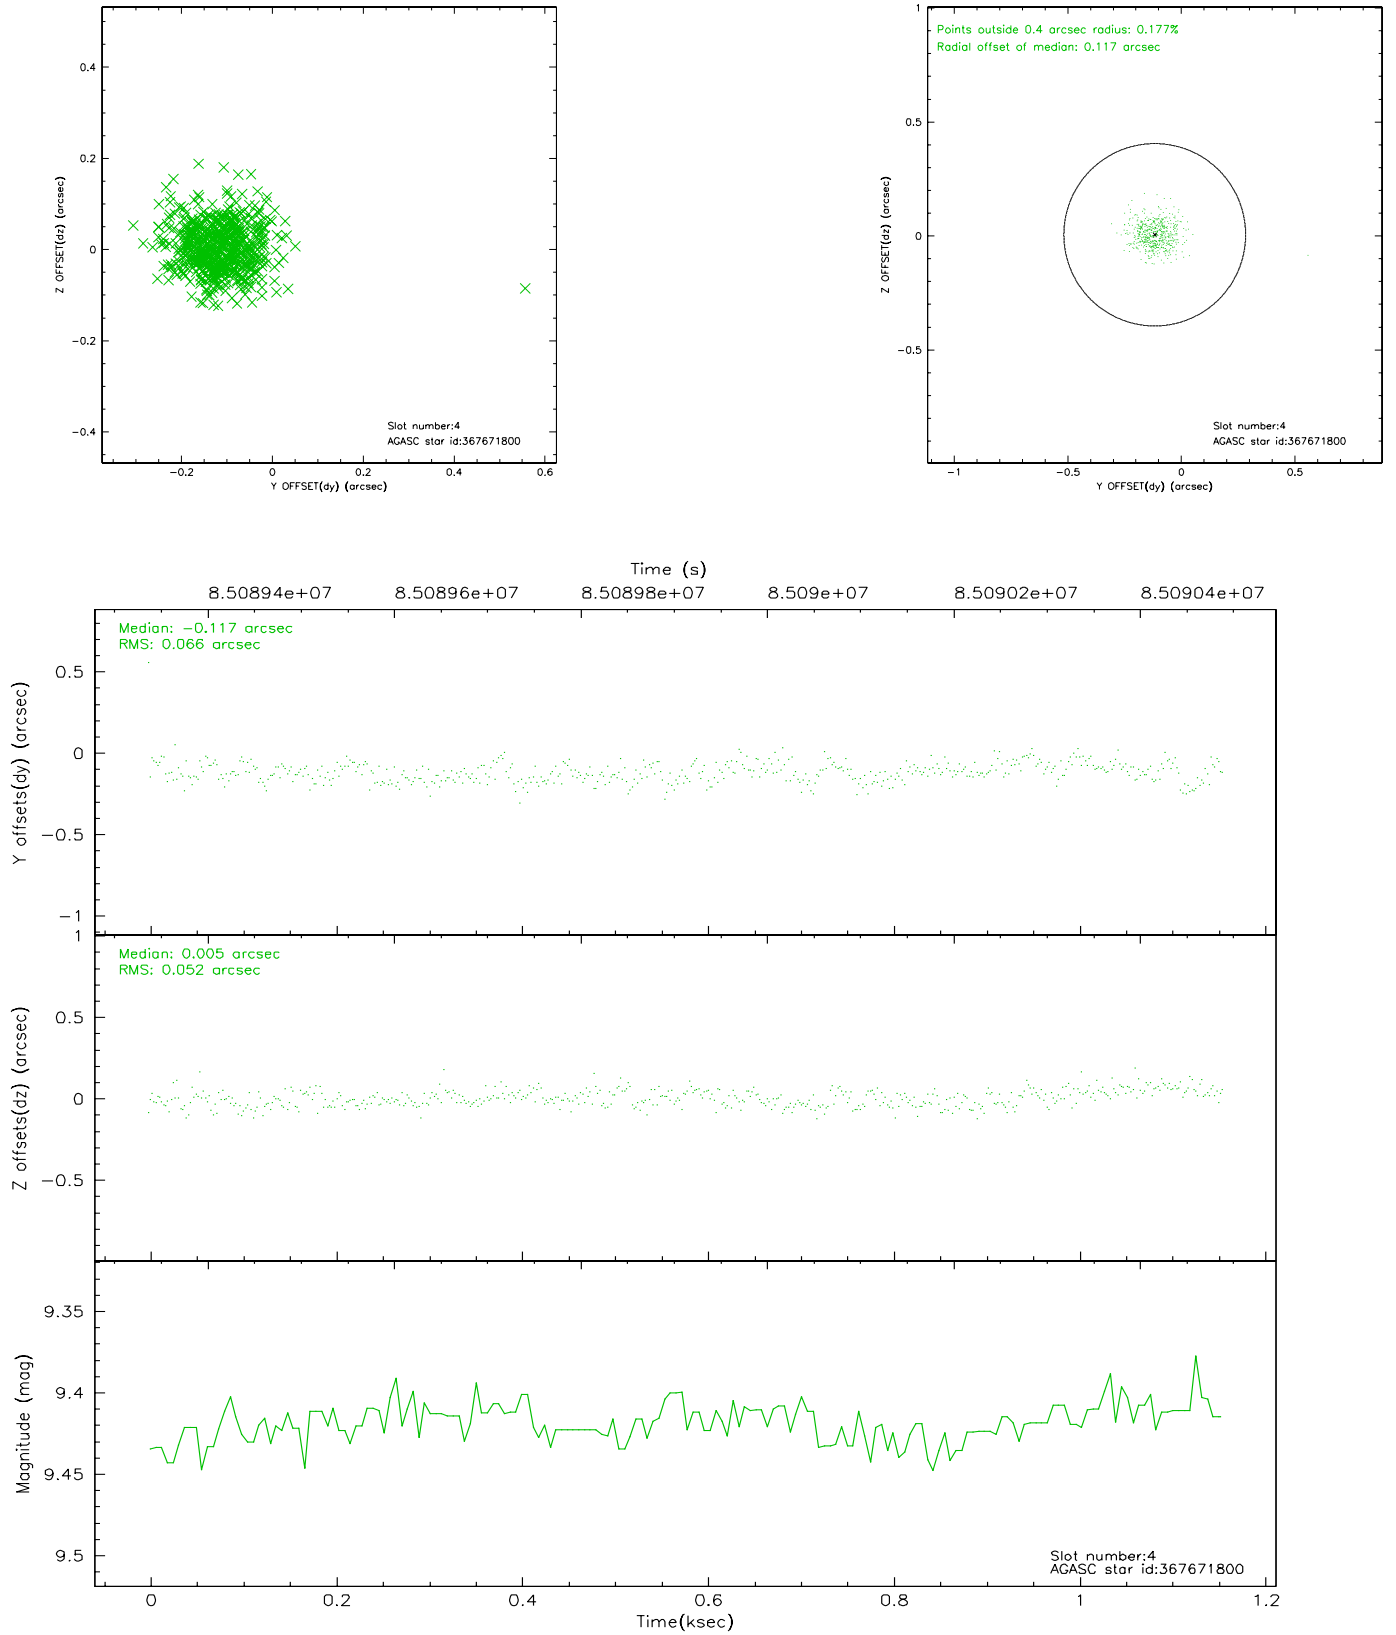 0.4
0.2
0
−0.2
−0.4
Z OFFSET(dz) (arcsec)
Slot number:4
AGASC star id:367671800
−0.2 0 0.2 0.4 0.6
Y OFFSET(dy) (arcsec)
Points outside 0.4 arcsec radius: 0.177%
Radial offset of median: 0.117 arcsec
1
0.5
0
−0.5
Z OFFSET(dz) (arcsec)
Slot number:4
AGASC star id:367671800
−1 −0.5 0 0.5
Y OFFSET(dy) (arcsec)
Time (s)
8.50894e+07 8.50896e+07 8.50898e+07 8.509e+07 8.50902e+07 8.50904e+07
Median: −0.117 arcsec
RMS: 0.066 arcsec
0.5
0
−0.5
−1
Y offsets(dy) (arcsec)
Median: 0.005 arcsec
RMS: 0.052 arcsec
1
0.5
0
−0.5
Z offsets(dz) (arcsec)
9.35
9.4
9.45
9.5
Magnitude (mag)
Slot number:4
AGASC star id:367671800
0 0.2 0.4 0.6 0.8 1 1.2
Time(ksec)